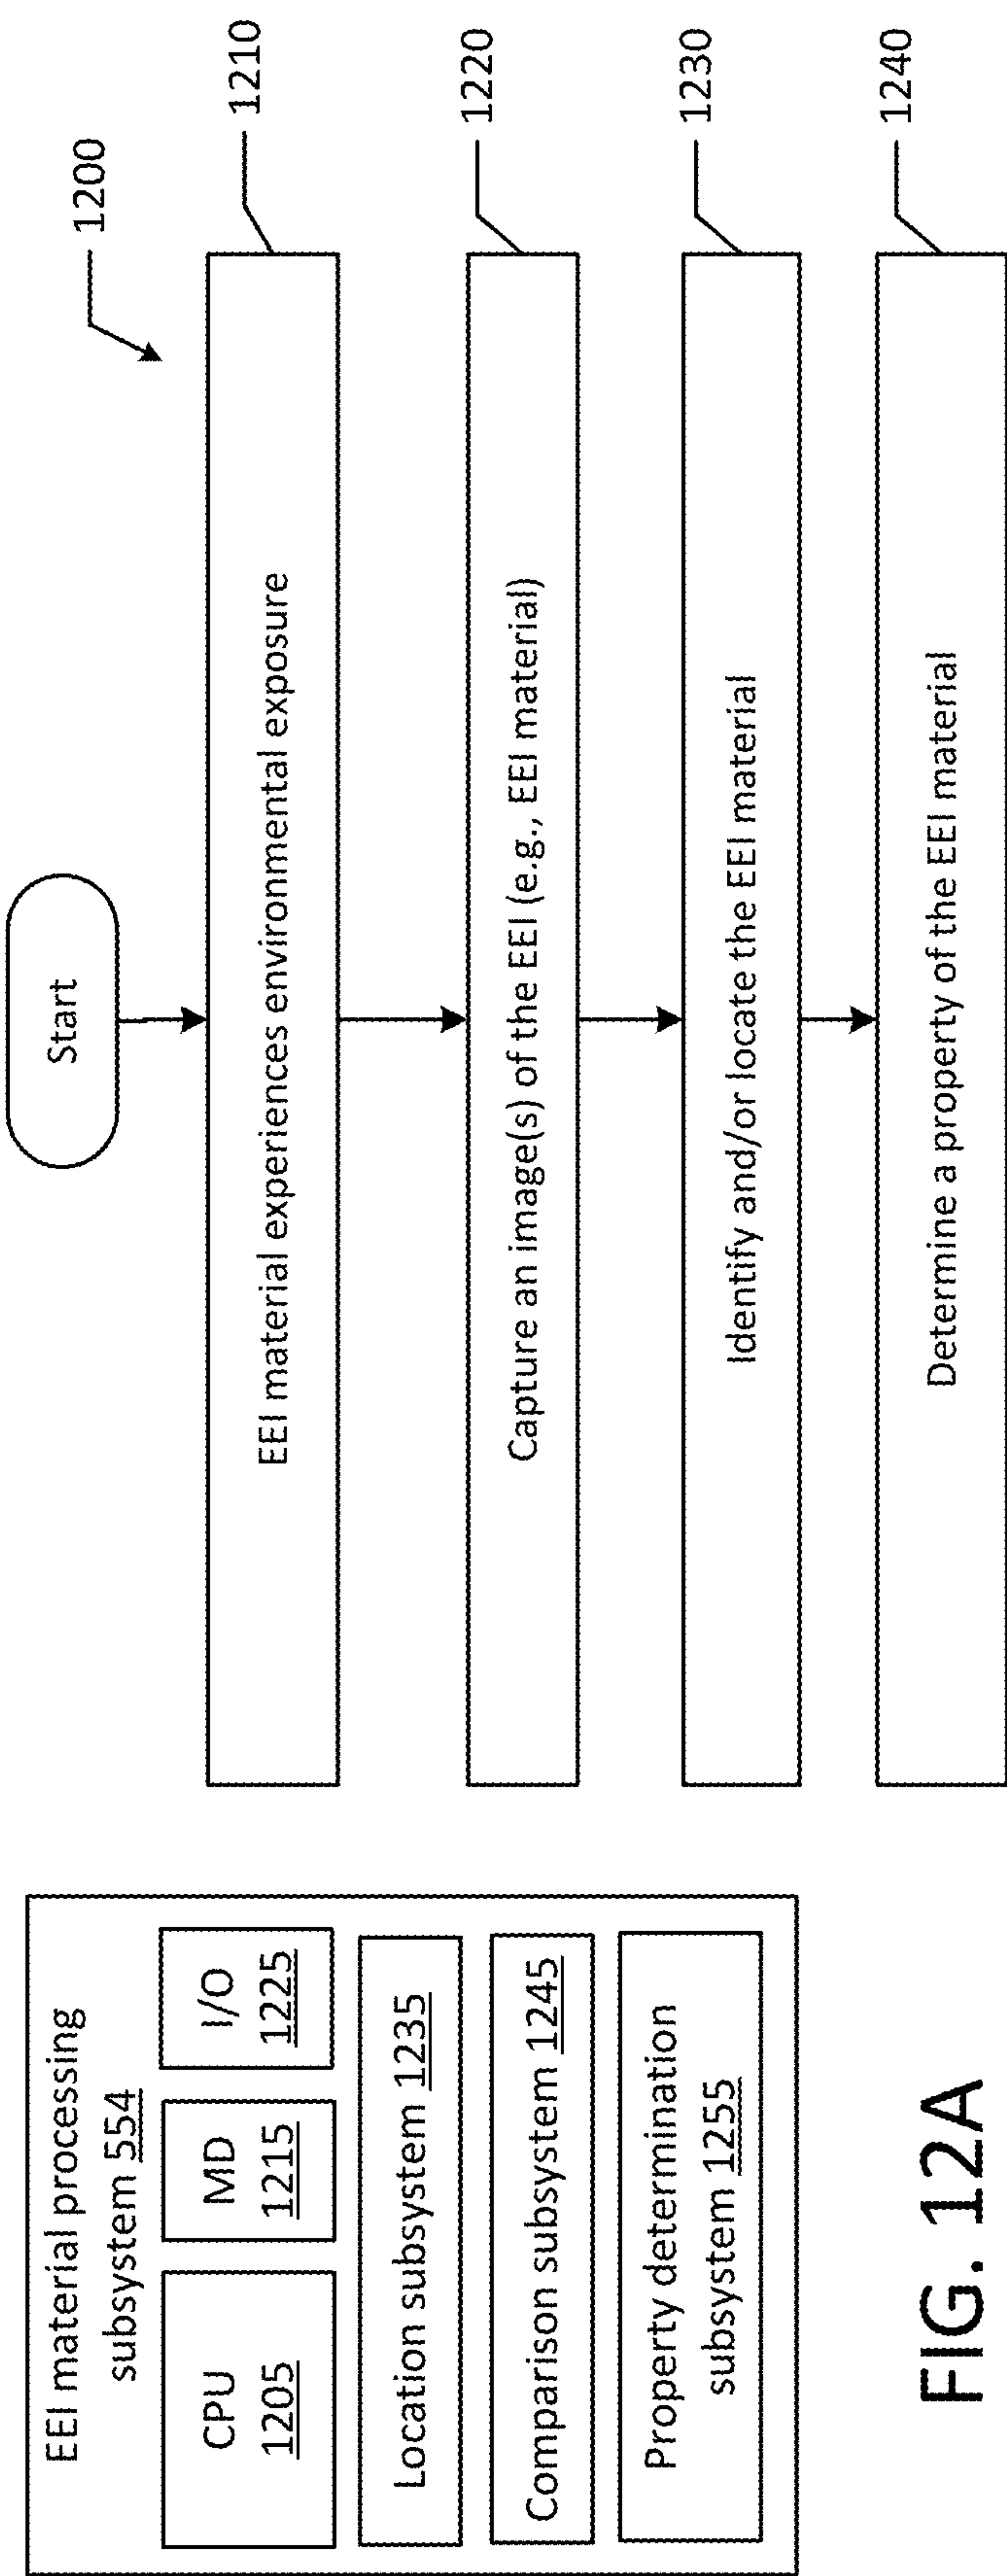 EEI material processing
subsystem 554
CPU
1205
MD
1215
I/O
1225
Location subsystem 1235
Comparison subsystem 1245
Property determination
subsystem 1255
FIG. 12A
1200
Start
EEI material experiences environmental exposure
1210
Capture an image(s) of the EEI (e.g., EEI material)
1220
Identify and/or locate the EEI material
1230
Determine a property of the EEI material
1240